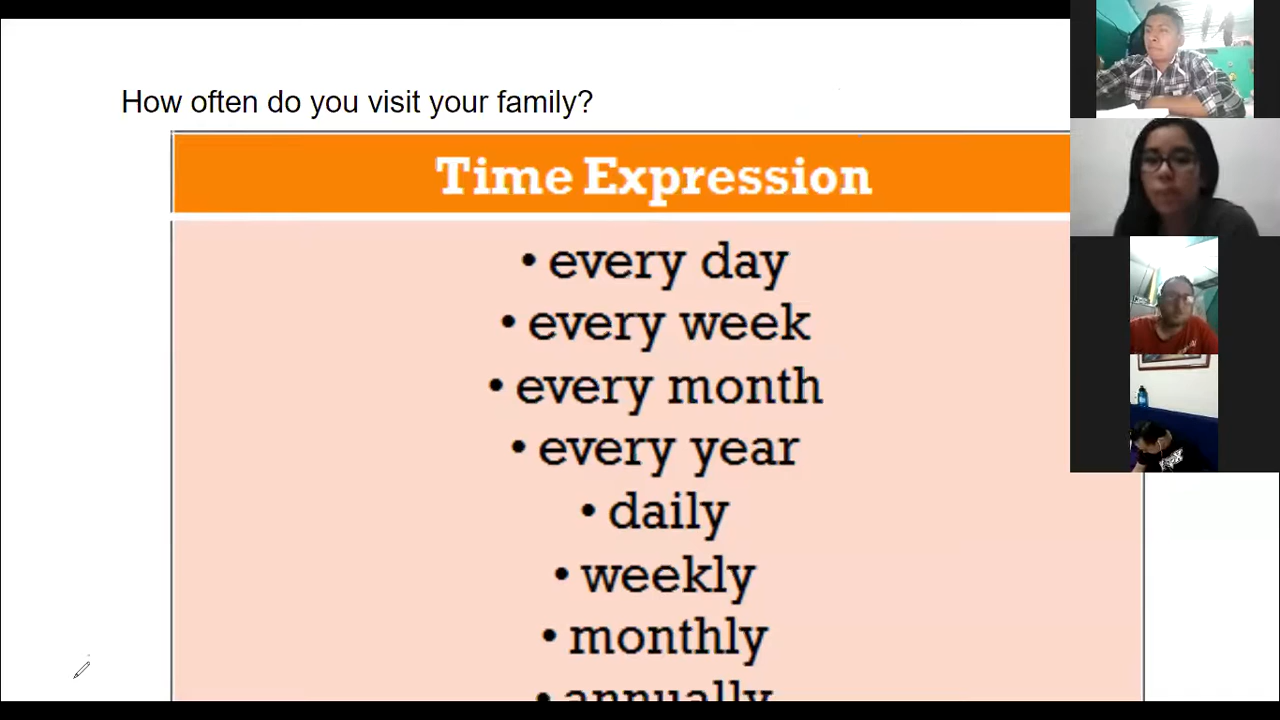 How often do you visit your family?
Time Expression
• every day
• every week
• every month
• every year
• daily
• weekly
• monthly
• annually